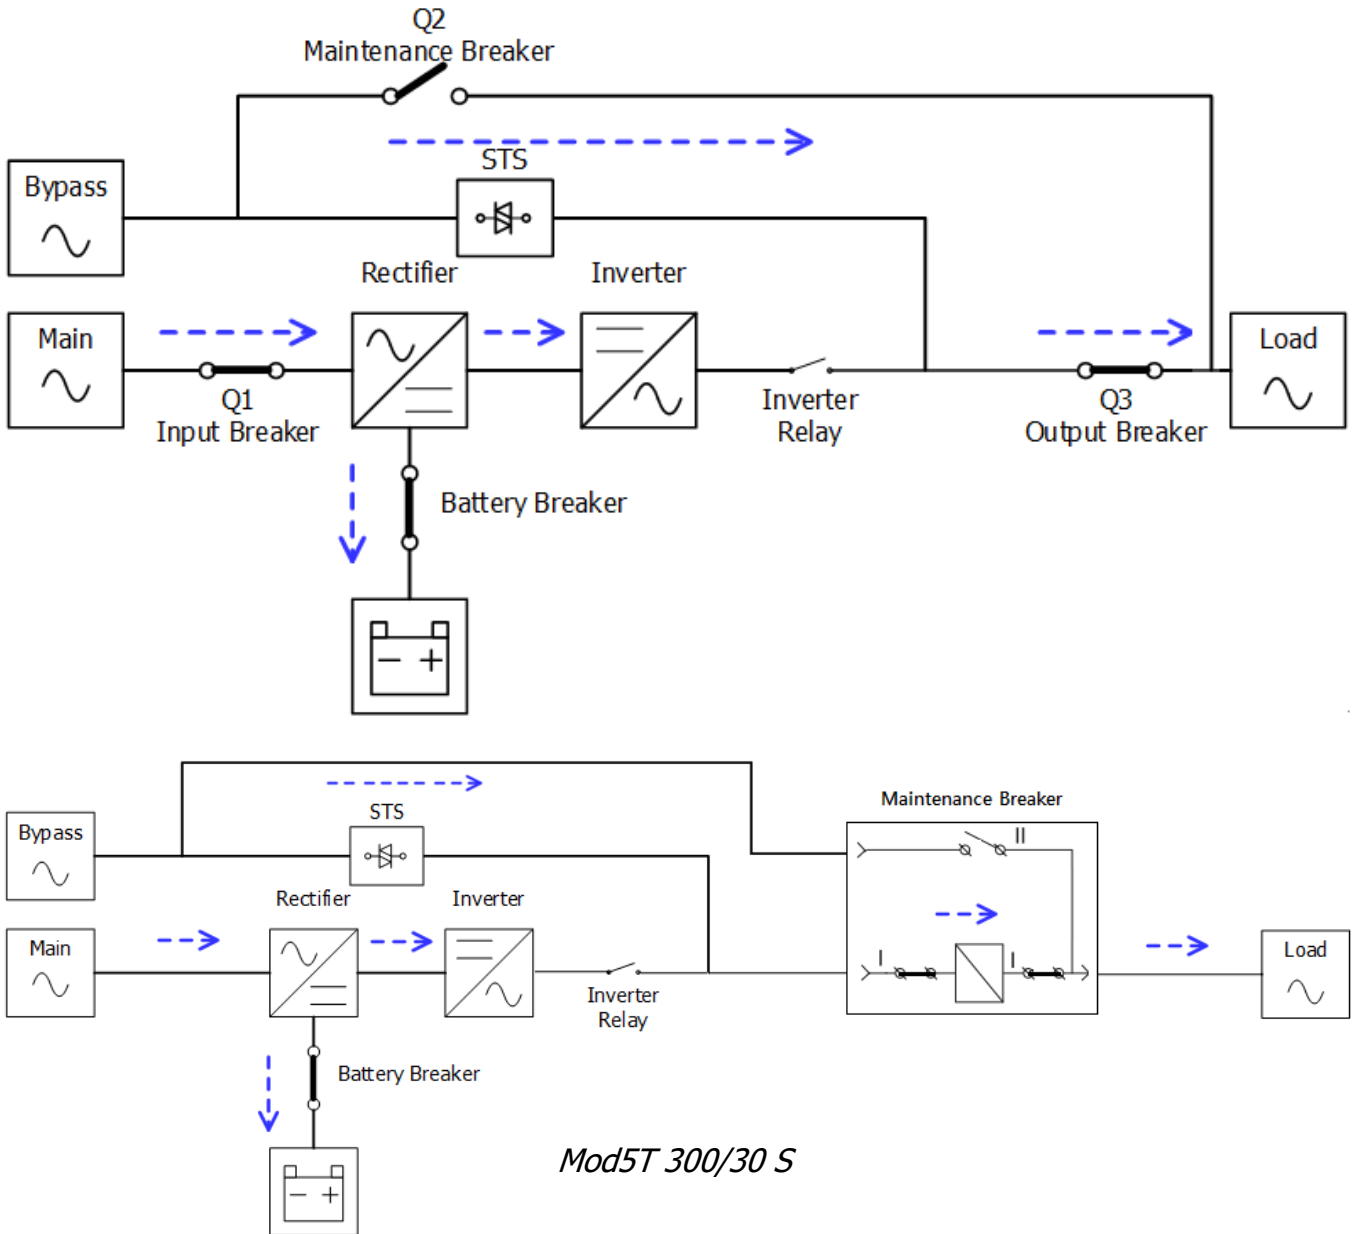 Q2
Maintenance Breaker
STS
Bypass
Rectifier
Inverter
Main
Load
Q1
Input Breaker
Inverter
Relay
Q3
Output Breaker
Battery Breaker
- +
Maintenance Breaker
STS
Bypass
II
Rectifier
Inverter
Main
I
I
Load
Inverter
Relay
Battery Breaker
- +
Mod5T 300/30 S